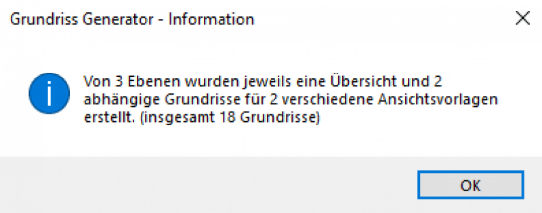 Grundriss Generator - Information
Von 3 Ebenen wurden jeweils eine Übersicht und 2
abhängige Grundrisse für 2 verschiedene Ansichtsvorlagen
erstellt. (insgesamt 18 Grundrisse)
OK